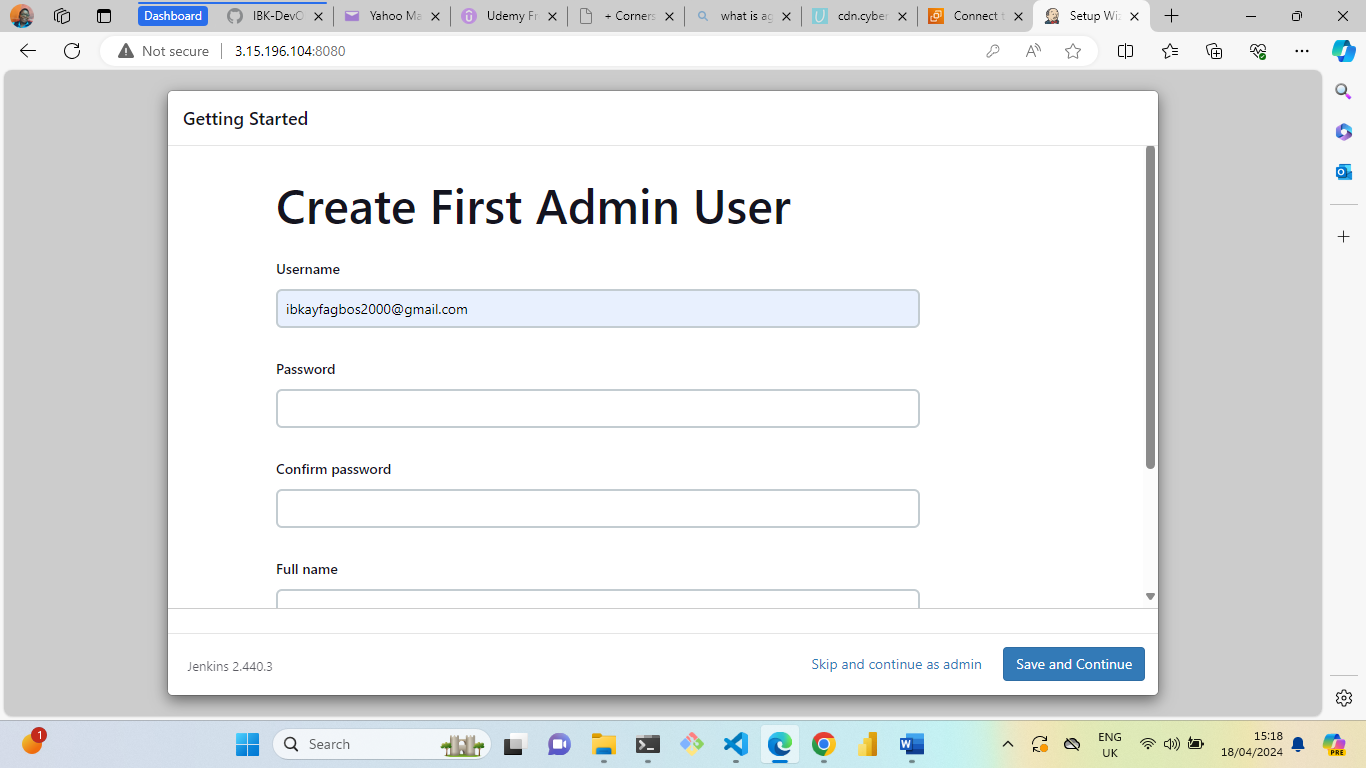 Dashboard
IBK-DevO
Yahoo Ma
Udemy Fr
+ Corners
what is ag
cdn.cybe
Connect t
Setup Wiz
Not secure
3.15.196.104:8080
Getting Started
Create First Admin User
Username
ibkayfagbos2000@gmail.com
Password
Confirm password
Full name
Jenkins 2.440.3
Skip and continue as admin
Save and Continue
1
Search
ENG
UK
15:18
18/04/2024
PRE